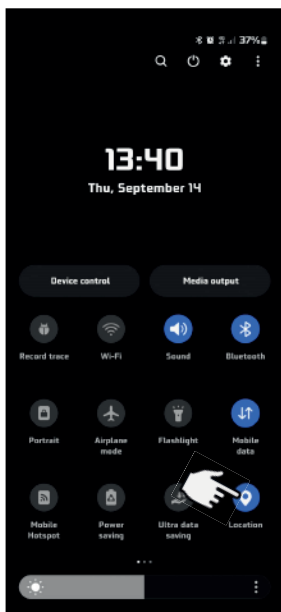 37%
13:40
Thu, September 14
Device control Media output
Record trace Wi-Fi Sound Bluetooth
Portrait Airplane mode Flashlight Mobile data
Mobile Hotspot Power saving Ultra data saving Location